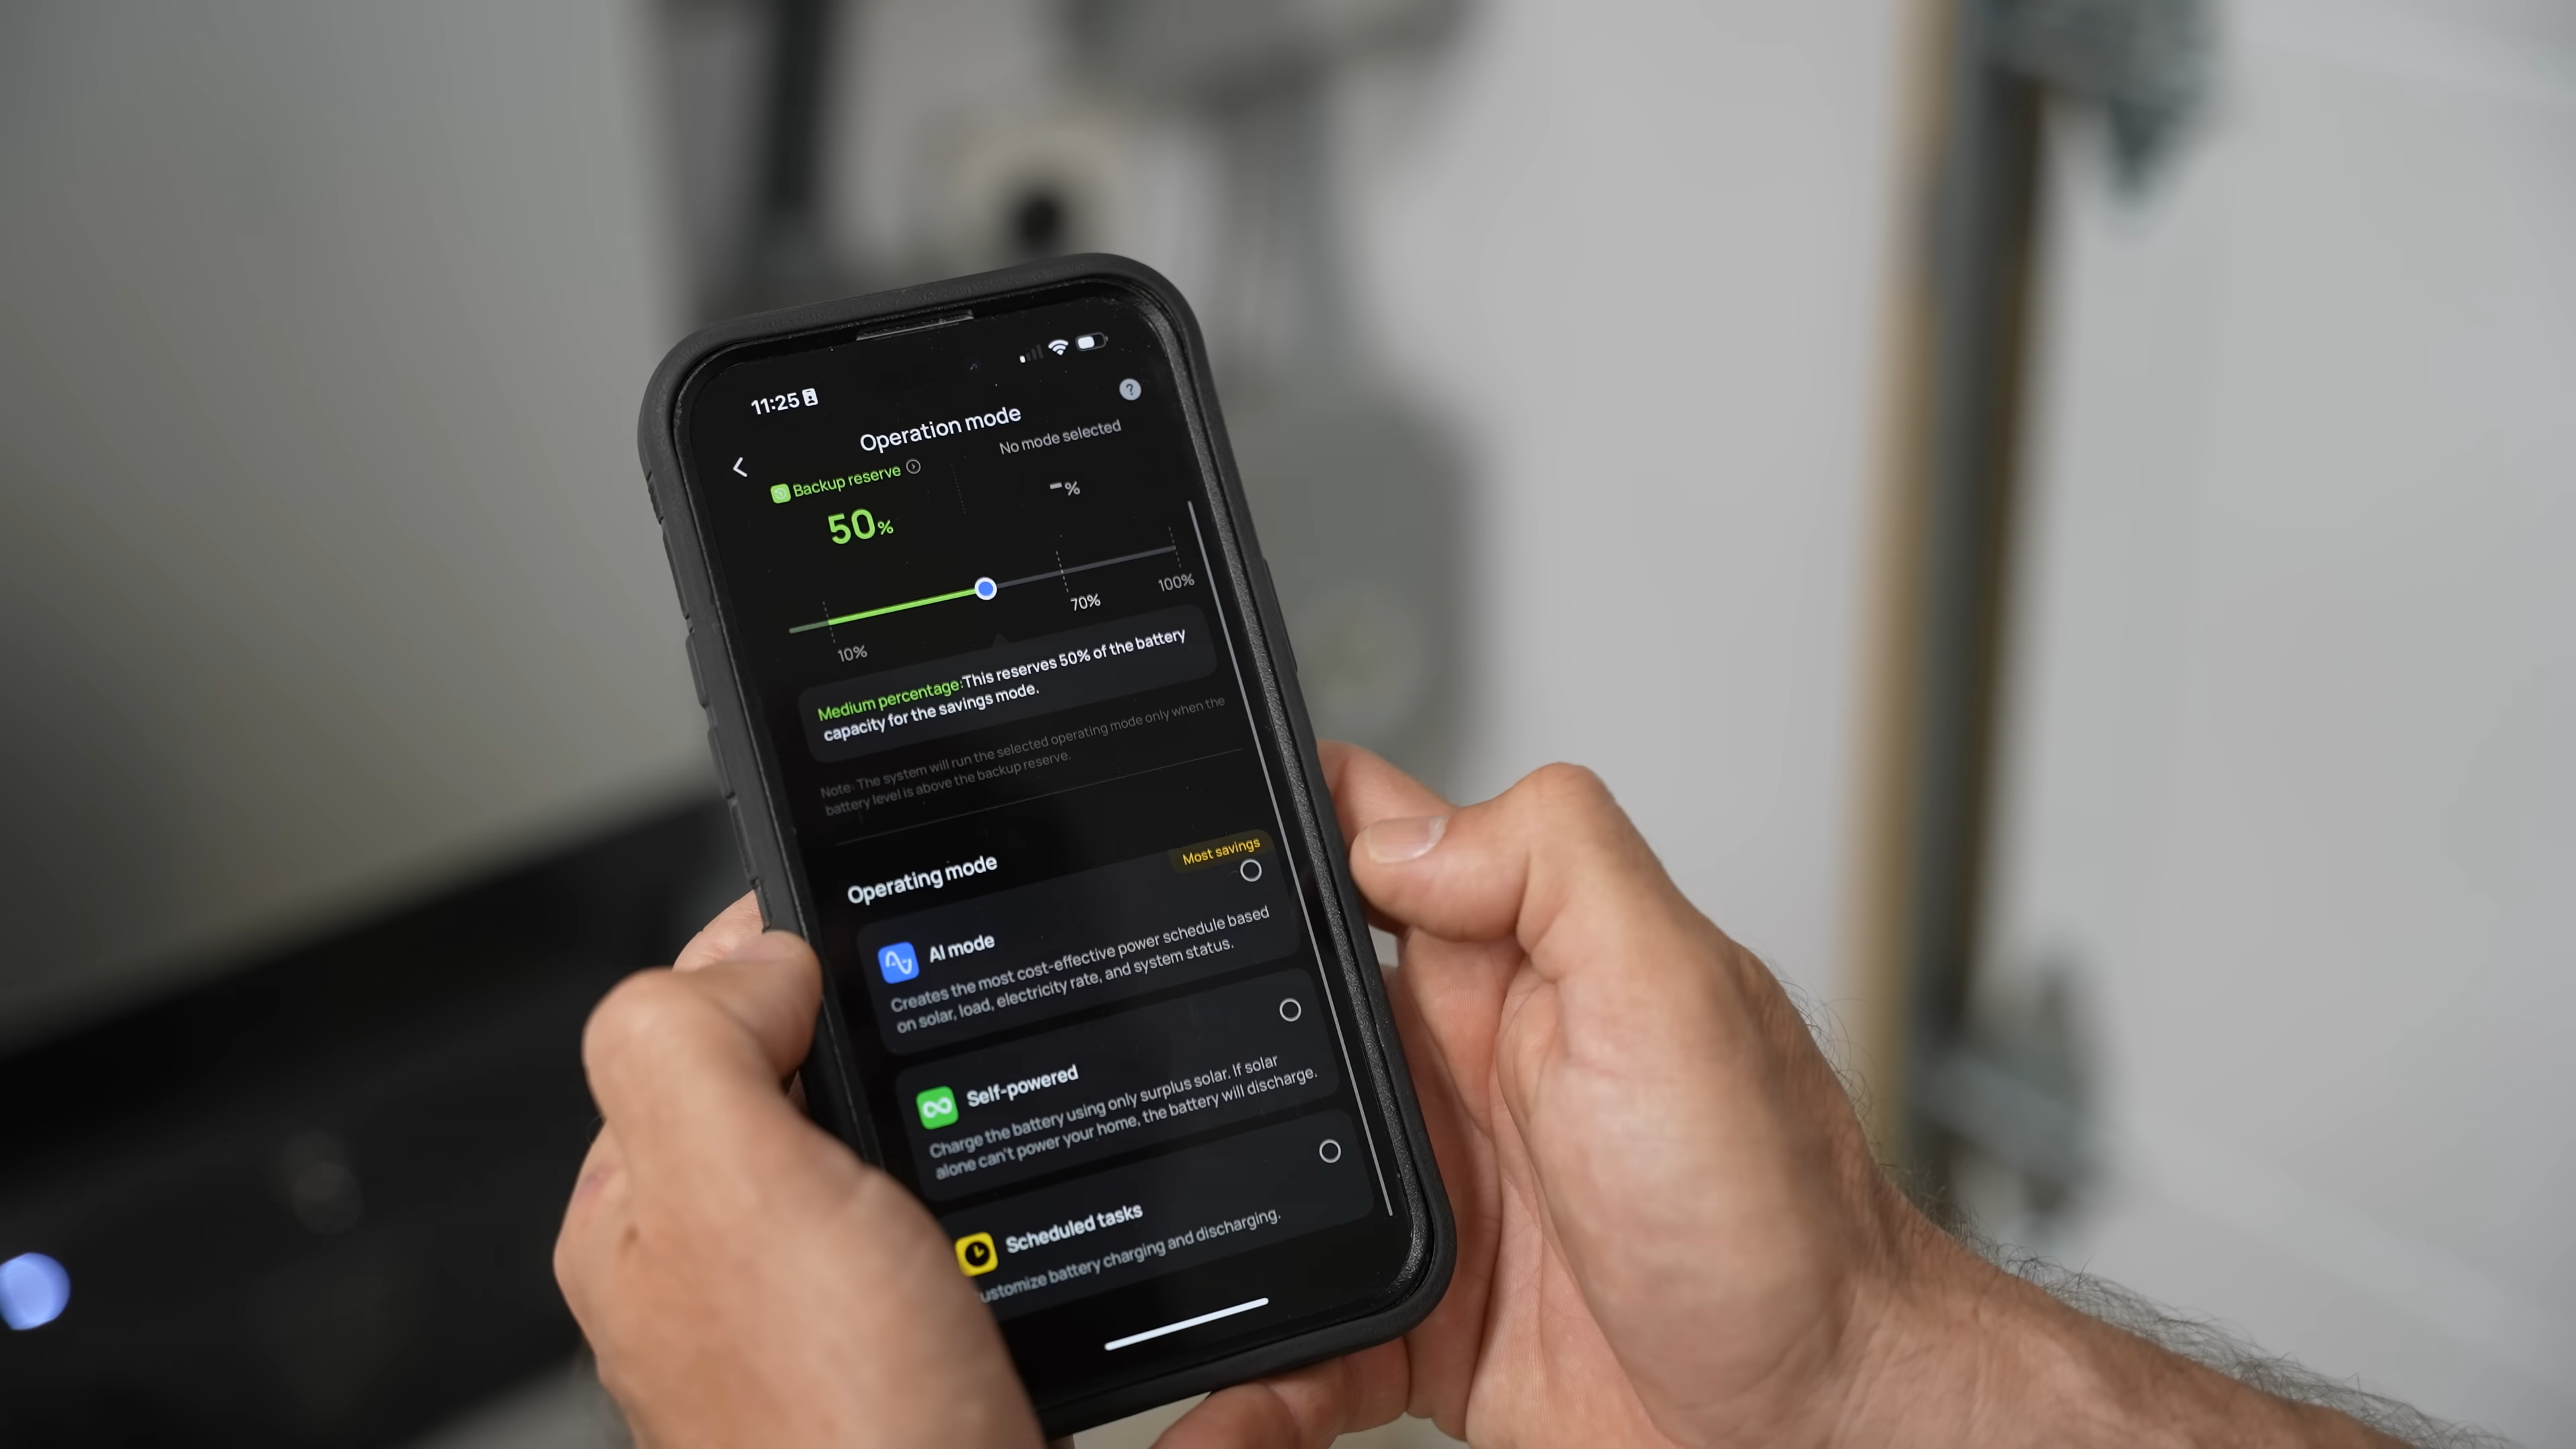 11:25
Operation mode
?
Backup reserve
No mode selected
50%
-%
10%
70%
100%
Medium percentage:This reserves 50% of the battery
capacity for the savings mode.
Note: The system will run the selected operating mode only when the
battery level is above the backup reserve.
Operating mode
Most savings
AI mode
Creates the most cost-effective power schedule based
on solar, load, electricity rate, and system status.
Self-powered
Charge the battery using only surplus solar. If solar
alone can't power your home, the battery will discharge.
Scheduled tasks
ustomize battery charging and discharging.